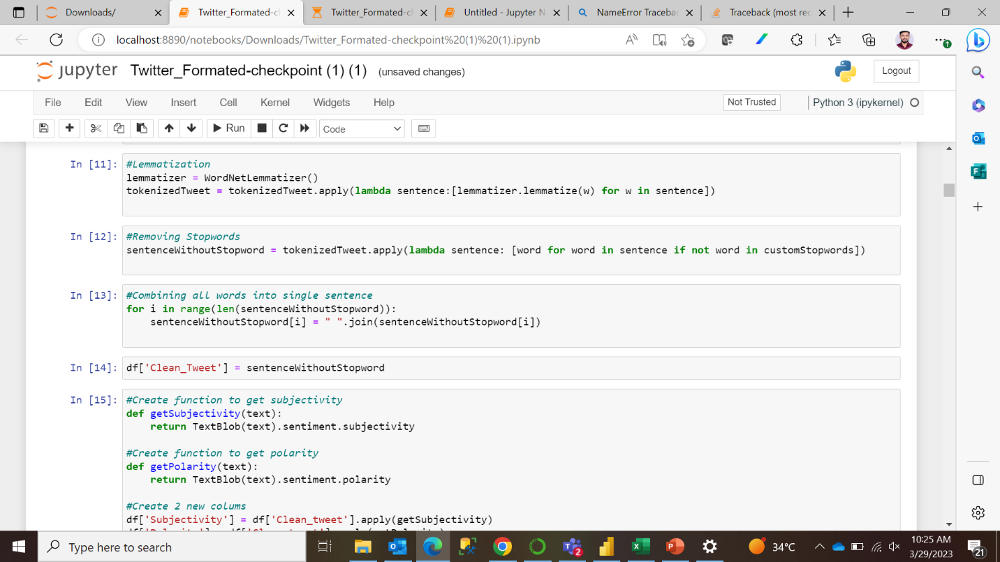 Downloads/
Twitter_Formated-ch
Twitter_Formated-ch
Untitled - Jupyter N
NameError Traceba
Traceback (most rec
localhost:8890/notebooks/Downloads/Twitter_Formated-checkpoint%20(1)%20(1).ipynb
jupyter Twitter_Formated-checkpoint (1) (1) (unsaved changes)
Logout
File Edit View Insert Cell Kernel Widgets Help
Not Trusted
Python 3 (ipykernel)
Run
Code
In [11]: #Lemmatization
lemmatizer = WordNetLemmatizer()
tokenizedTweet = tokenizedTweet.apply(lambda sentence:[lemmatizer.lemmatize(w) for w in sentence])
In [12]: #Removing Stopwords
sentenceWithoutStopword = tokenizedTweet.apply(lambda sentence: [word for word in sentence if not word in customStopwords])
In [13]: #Combining all words into single sentence
for i in range(len(sentenceWithoutStopword)):
    sentenceWithoutStopword[i] = " ".join(sentenceWithoutStopword[i])
In [14]: df['Clean_Tweet'] = sentenceWithoutStopword
In [15]: #Create function to get subjectivity
def getSubjectivity(text):
    return TextBlob(text).sentiment.subjectivity
#Create function to get polarity
def getPolarity(text):
    return TextBlob(text).sentiment.polarity
#Create 2 new colums
df['Subjectivity'] = df['Clean_tweet'].apply(getSubjectivity)
Type here to search
2
34°C
10:25 AM
3/29/2023
21